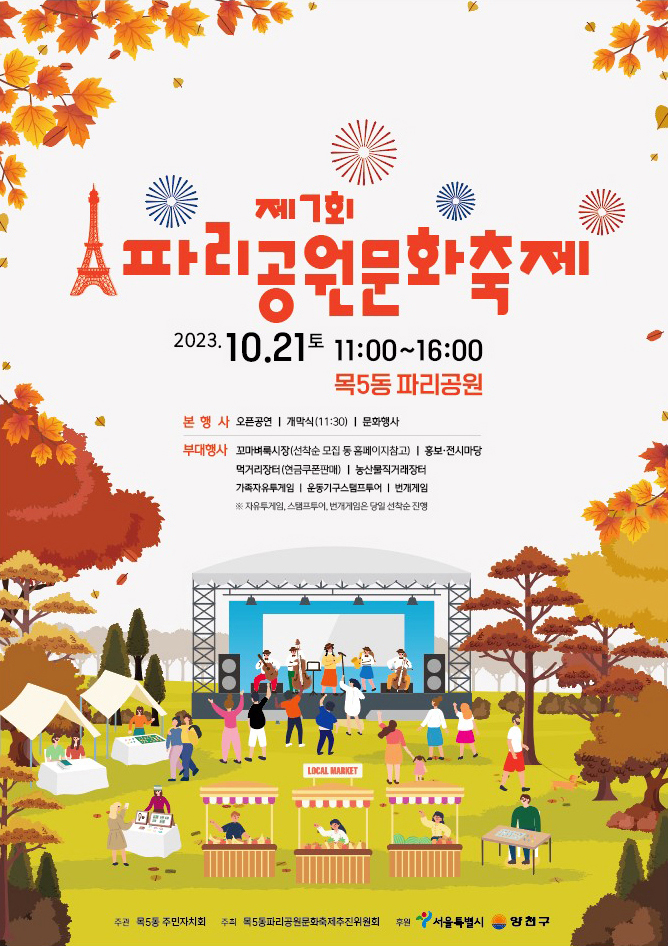 제7회
파리공원문화축제
2023. 10.21토 11:00~16:00
목5동 파리공원
본 행 사 오픈공연 | 개막식(11:30) | 문화행사
부대행사 꼬마벼룩시장(선착순 모집 동 홈페이지참고) | 홍보·전시마당
먹거리장터(연금쿠폰판매) | 농산물직거래장터
가족자유투게임 | 운동기구스탬프투어 | 번개게임
※ 자유투게임, 스탬프투어, 번개게임은 당일 선착순 진행
LOCAL MARKET
주관 목5동 주민자치회 주최 목5동파리공원문화축제추진위원회 후원 서울특별시 양천구